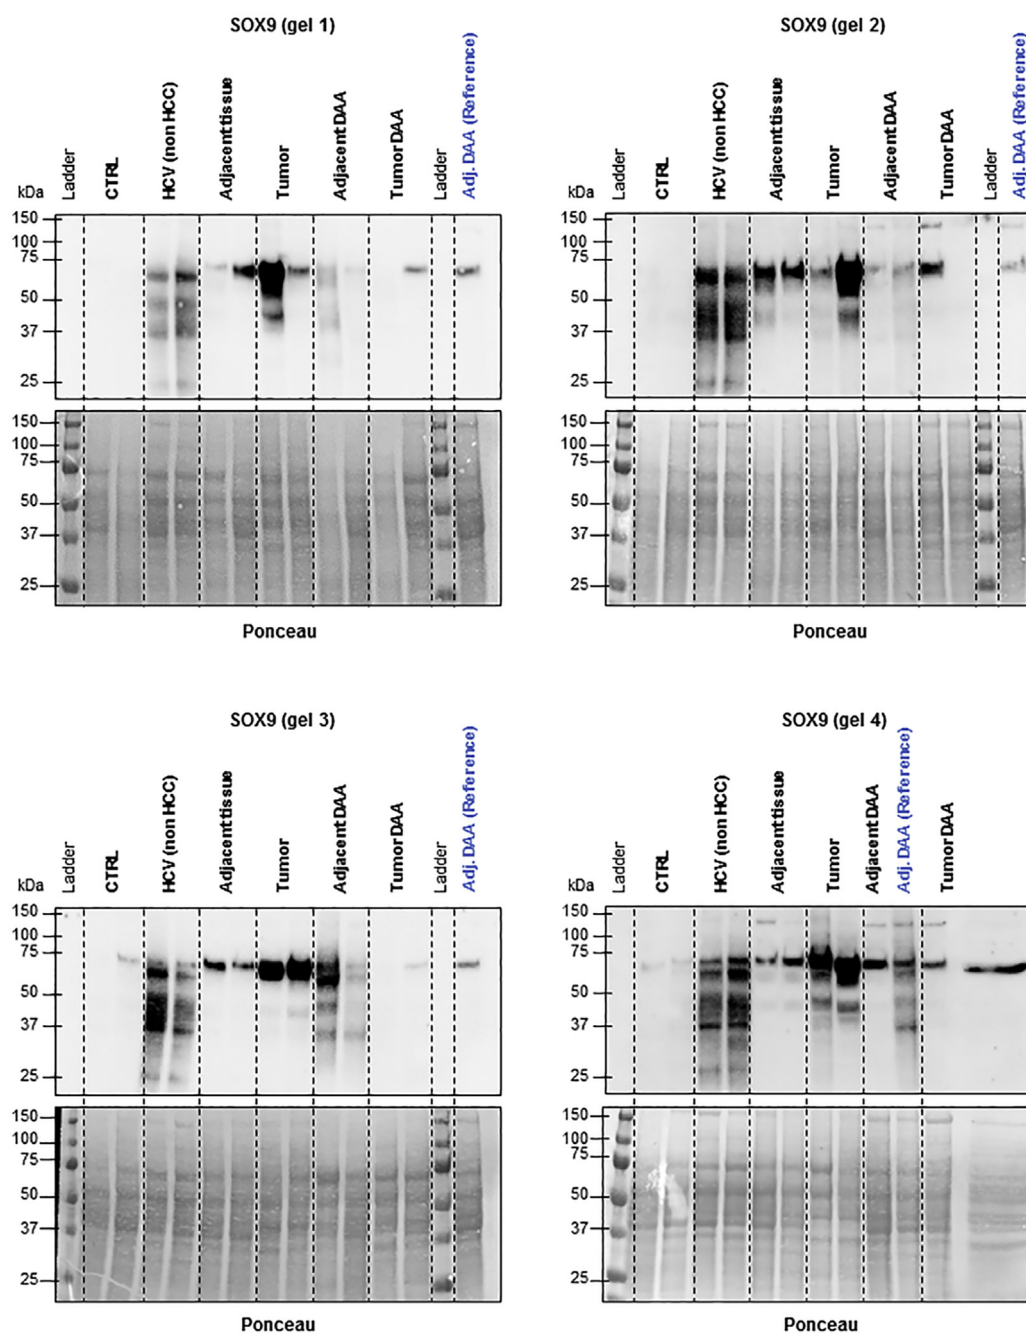 SOX9 (gel 1)
kDa
Ladder
CTRL
HCV (non HCC)
Adjacent tissue
Tumor
Adjacent DAA
Tumor DAA
Ladder
Adj. DAA (Reference)
150
100
75
50
37
25
150
100
75
50
37
25
Ponceau
SOX9 (gel 2)
kDa
Ladder
CTRL
HCV (non HCC)
Adjacent tissue
Tumor
Adjacent DAA
Tumor DAA
Ladder
Adj. DAA (Reference)
150
100
75
50
37
25
150
100
75
50
37
25
Ponceau
SOX9 (gel 3)
kDa
Ladder
CTRL
HCV (non HCC)
Adjacent tissue
Tumor
Adjacent DAA
Tumor DAA
Ladder
Adj. DAA (Reference)
150
100
75
50
37
25
150
100
75
50
37
25
Ponceau
SOX9 (gel 4)
kDa
Ladder
CTRL
HCV (non HCC)
Adjacent tissue
Tumor
Adjacent DAA
Adj. DAA (Reference)
Tumor DAA
150
100
75
50
37
25
150
100
75
50
37
25
Ponceau